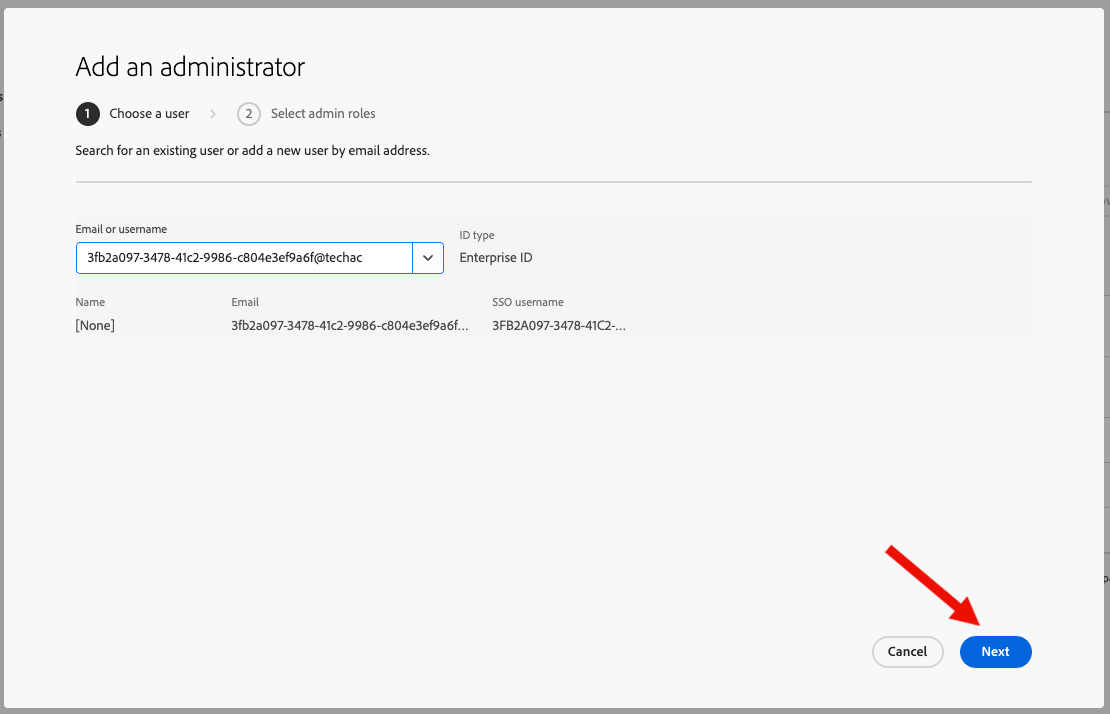 Add an administrator
1 Choose a user > 2 Select admin roles
Search for an existing user or add a new user by email address.
Email or username
ID type
3fb2a097-3478-41c2-9986-c804e3ef9a6f@techac
Enterprise ID
Name Email SSO username
[None] 3fb2a097-3478-41c2-9986-c804e3ef9a6f... 3FB2A097-3478-41C2-...
Cancel Next